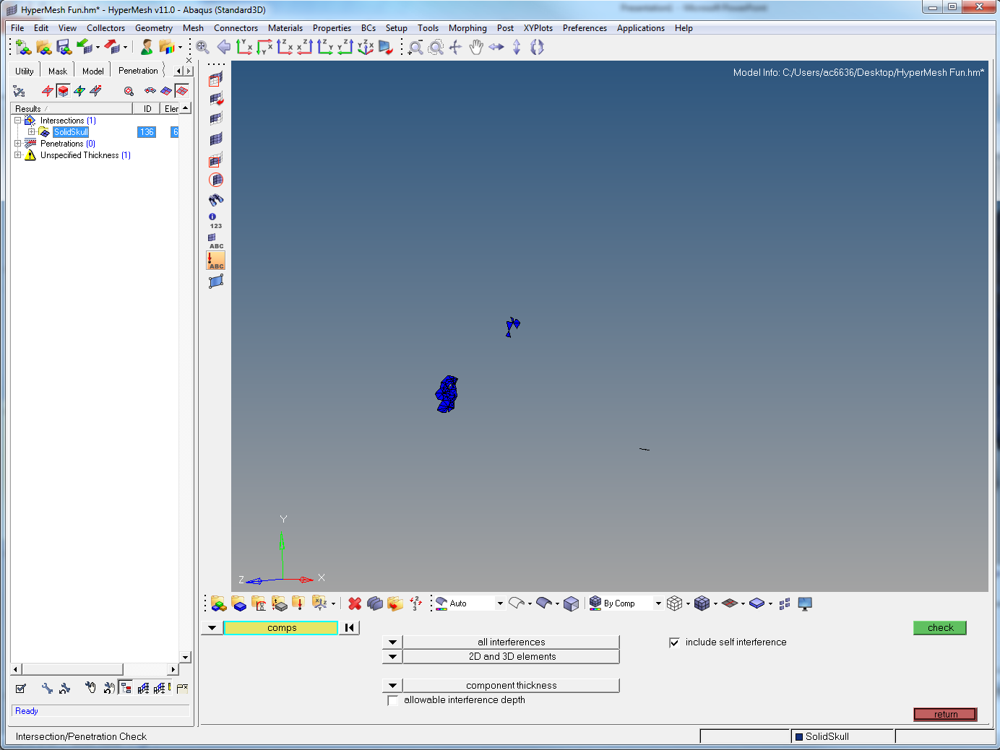 HyperMesh Fun.hm* - HyperMesh v11.0 - Abaqus (Standard3D)
Presentation1 - Microsoft PowerPoint
File Edit View Collectors Geometry Mesh Connectors Materials Properties BCs Setup Tools Morphing Post XYPlots Preferences Applications Help
Utility Mask Model Penetration
Model Info: C:/Users/ac6636/Desktop/HyperMesh Fun.hm*
Results / ID Eler
Intersections (1)
SolidSkull 136 6
Penetrations (0)
Unspecified Thickness (1)
123
ABC
ABC
Y
Z X
Auto By Comp
comps check
all interferences include self interference
2D and 3D elements
component thickness
allowable interference depth
Ready return
Intersection/Penetration Check SolidSkull